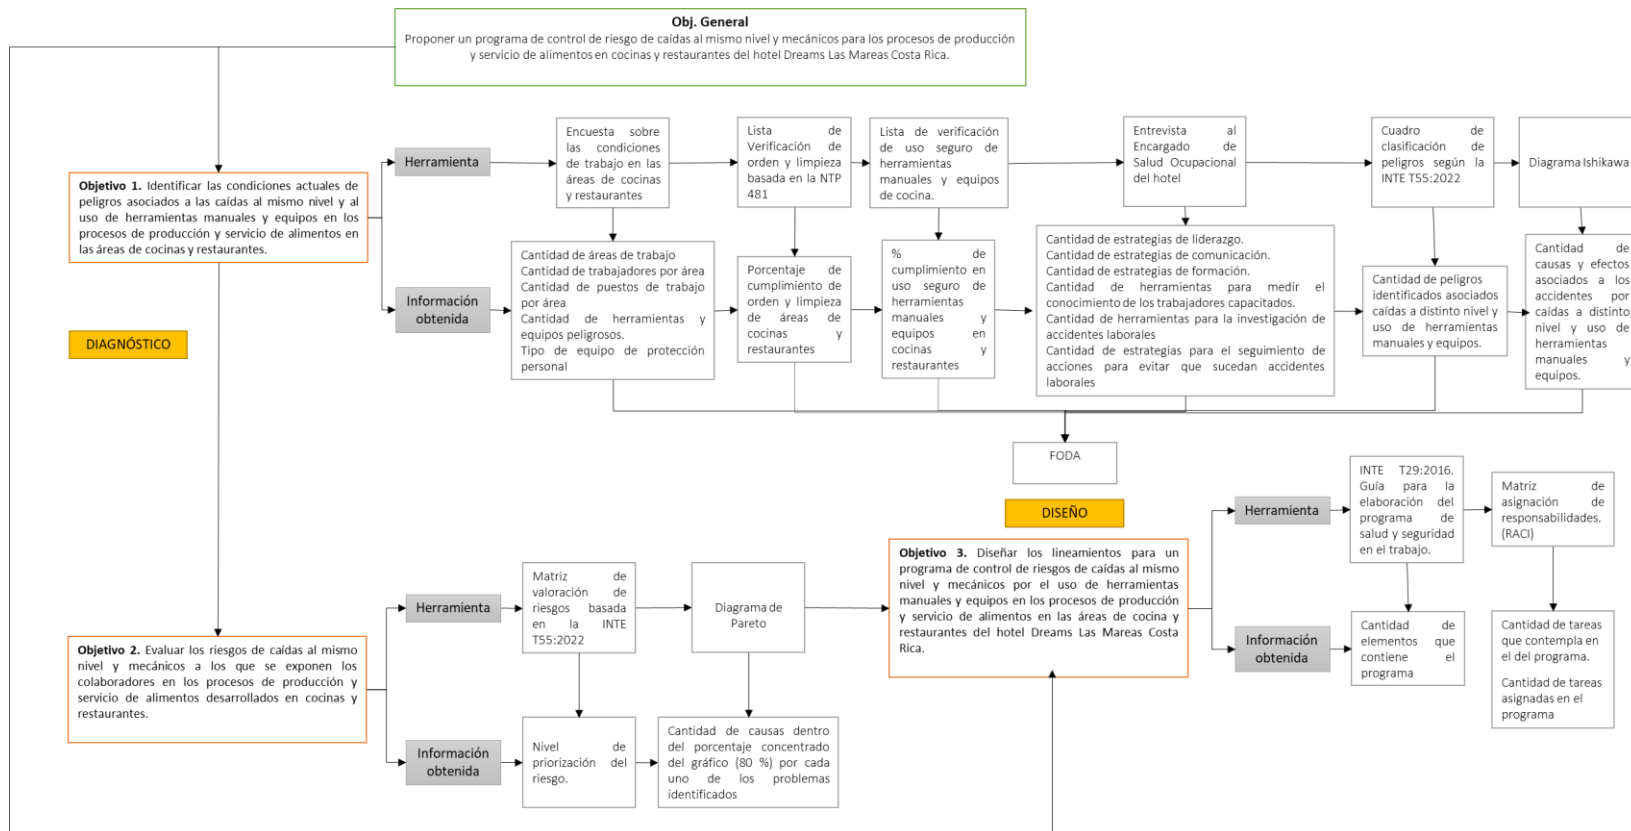 Obj. General
Proponer un programa de control de riesgo de caídas al mismo nivel y mecánicos para los procesos de producción
y servicio de alimentos en cocinas y restaurantes del hotel Dreams Las Mareas Costa Rica.
Objetivo 1. Identificar las condiciones actuales de
peligros asociados a las caídas al mismo nivel y al
uso de herramientas manuales y equipos en los
procesos de producción y servicio de alimentos en
las áreas de cocinas y restaurantes.
Herramienta
Encuesta sobre
las condiciones
de trabajo en las
áreas de cocinas
y restaurantes
Lista de
Verificación de
orden y limpieza
basada en la NTP
481
Lista de verificación
de uso seguro de
herramientas
manuales y equipos
de cocina.
Entrevista al
Encargado de
Salud Ocupacional
del hotel
Cuadro de
clasificación de
peligros según la
INTE T55:2022
Diagrama Ishikawa
Información
obtenida
Cantidad de áreas de trabajo
Cantidad de trabajadores por área
Cantidad de puestos de trabajo
por área
Cantidad de herramientas y
equipos peligrosos.
Tipo de equipo de protección
personal
Porcentaje de
cumplimiento de
orden y limpieza
de áreas de
cocinas y
restaurantes
% de
cumplimiento en
uso seguro de
herramientas
manuales y
equipos en
cocinas y
restaurantes
Cantidad de estrategias de liderazgo.
Cantidad de estrategias de comunicación.
Cantidad de estrategias de formación.
Cantidad de herramientas para medir el
conocimiento de los trabajadores capacitados.
Cantidad de herramientas para la investigación de
accidentes laborales
Cantidad de estrategias para el seguimiento de
acciones para evitar que sucedan accidentes
laborales
Cantidad de peligros
identificados asociados
caídas a distinto nivel y
uso de herramientas
manuales y equipos.
Cantidad de
causas y efectos
asociados a los
accidentes por
caídas a distinto
nivel y uso de
herramientas
manuales y
equipos.
DIAGNÓSTICO
FODA
DISEÑO
Objetivo 2. Evaluar los riesgos de caídas al mismo
nivel y mecánicos a los que se exponen los
colaboradores en los procesos de producción y
servicio de alimentos desarrollados en cocinas y
restaurantes.
Herramienta
Matriz de
valoración de
riesgos basada
en la INTE
T55:2022
Diagrama de
Pareto
Información
obtenida
Nivel de
priorización del
riesgo.
Cantidad de causas dentro
del porcentaje concentrado
del gráfico (80 %) por cada
uno de los problemas
identificados
Objetivo 3. Diseñar los lineamientos para un
programa de control de riesgos de caídas al mismo
nivel y mecánicos por el uso de herramientas
manuales y equipos en los procesos de producción
y servicio de alimentos en las áreas de cocina y
restaurantes del hotel Dreams Las Mareas Costa
Rica.
Herramienta
INTE T29:2016.
Guía para la
elaboración del
programa de
salud y seguridad
en el trabajo.
Matriz de
asignación de
responsabilidades.
(RACI)
Información
obtenida
Cantidad de
elementos que
contiene el
programa
Cantidad de tareas
que contempla en
el del programa.
Cantidad de tareas
asignadas en el
programa